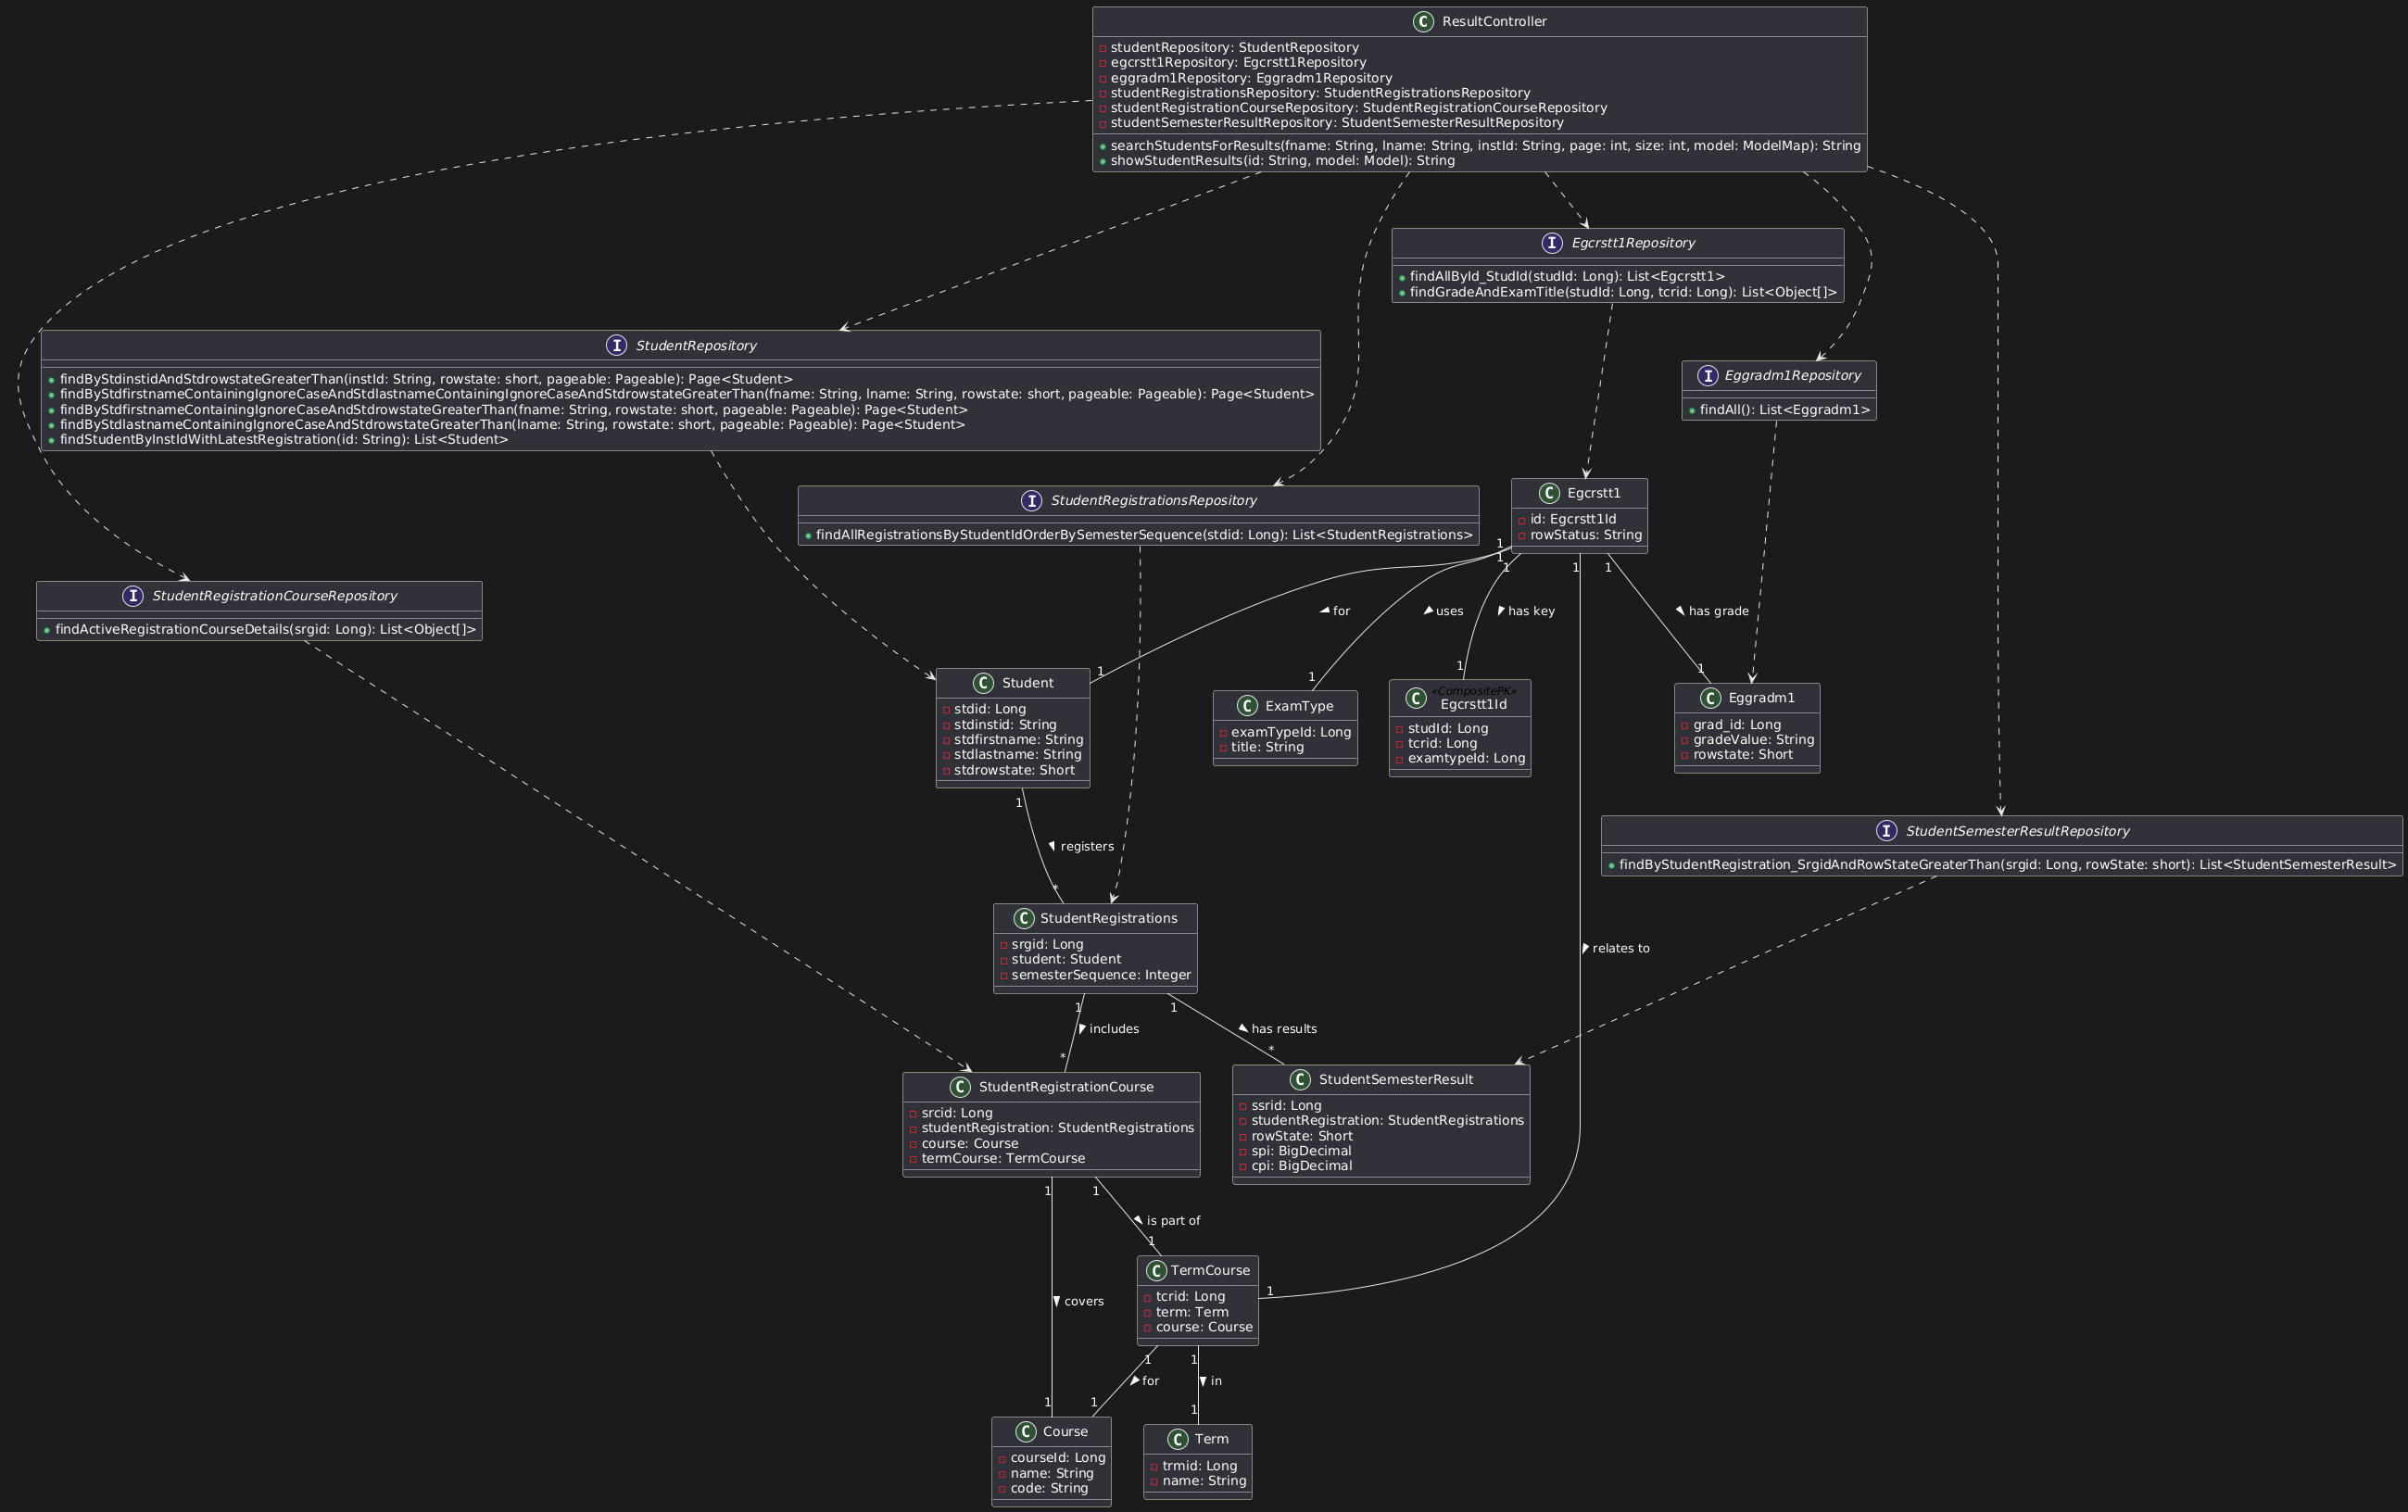 ResultController
studentRepository: StudentRepository
egcrstt1Repository: Egcrstt1Repository
eggradm1Repository: Eggradm1Repository
studentRegistrationsRepository: StudentRegistrationsRepository
studentRegistrationCourseRepository: StudentRegistrationCourseRepository
studentSemesterResultRepository: StudentSemesterResultRepository
searchStudentsForResults(fname: String, lname: String, instId: String, page: int, size: int, model: ModelMap): String
showStudentResults(id: String, model: Model): String
Egcrstt1Repository
findAllById_StudId(studId: Long): List<Egcrstt1>
findGradeAndExamTitle(studId: Long, tcrid: Long): List<Object[]>
StudentRepository
findByStdinstidAndStdrowstateGreaterThan(instId: String, rowstate: short, pageable: Pageable): Page<Student>
findByStdfirstnameContainingIgnoreCaseAndStdlastnameContainingIgnoreCaseAndStdrowstateGreaterThan(fname: String, lname: String, rowstate: short, pageable: Pageable): Page<Student>
findByStdfirstnameContainingIgnoreCaseAndStdrowstateGreaterThan(fname: String, rowstate: short, pageable: Pageable): Page<Student>
findByStdlastnameContainingIgnoreCaseAndStdrowstateGreaterThan(lname: String, rowstate: short, pageable: Pageable): Page<Student>
findStudentByInstIdWithLatestRegistration(id: String): List<Student>
Eggradm1Repository
findAll(): List<Eggradm1>
StudentRegistrationsRepository
findAllRegistrationsByStudentIdOrderBySemesterSequence(stdid: Long): List<StudentRegistrations>
Egcrstt1
id: Egcrstt1Id
rowStatus: String
1
1
1
1
1
StudentRegistrationCourseRepository
findActiveRegistrationCourseDetails(srgid: Long): List<Object[]>
for
uses
has key
has grade
1
1
1
1
Student
stdid: Long
stdinstid: String
stdfirstname: String
stdlastname: String
stdrowstate: Short
ExamType
examTypeId: Long
title: String
«CompositePK»
Egcrstt1Id
studId: Long
tcrid: Long
examtypeId: Long
Eggradm1
grad_id: Long
gradeValue: String
rowstate: Short
1
registers
*
StudentSemesterResultRepository
findByStudentRegistration_SrgidAndRowStateGreaterThan(srgid: Long, rowState: short): List<StudentSemesterResult>
StudentRegistrations
srgid: Long
student: Student
semesterSequence: Integer
relates to
1
1
includes
has results
*
*
StudentRegistrationCourse
srcid: Long
studentRegistration: StudentRegistrations
course: Course
termCourse: TermCourse
StudentSemesterResult
ssrid: Long
studentRegistration: StudentRegistrations
rowState: Short
spi: BigDecimal
cpi: BigDecimal
1
1
is part of
1
TermCourse
tcrid: Long
term: Term
course: Course
1
covers
1
1
for
in
1
1
1
Course
courseId: Long
name: String
code: String
Term
trmid: Long
name: String